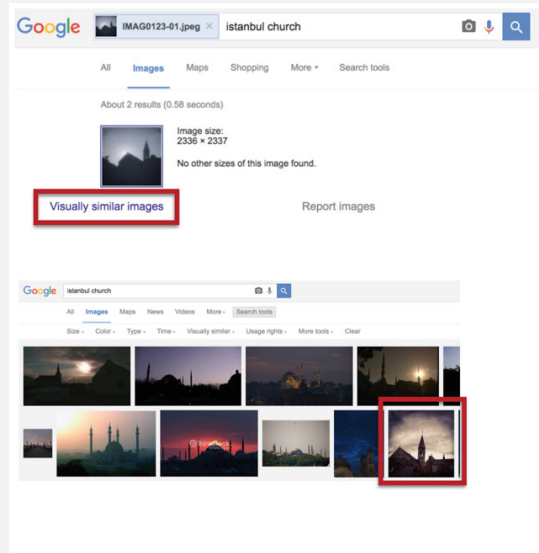 Google IMAG0123-01.jpeg × istanbul church
All Images Maps Shopping More Search tools
About 2 results (0.58 seconds)
Image size:
2336 × 2337
No other sizes of this image found.
Visually similar images Report images
Google istanbul church
All Images Maps News Videos More Search tools
Size Color Type Time Visually similar Usage rights More tools Clear